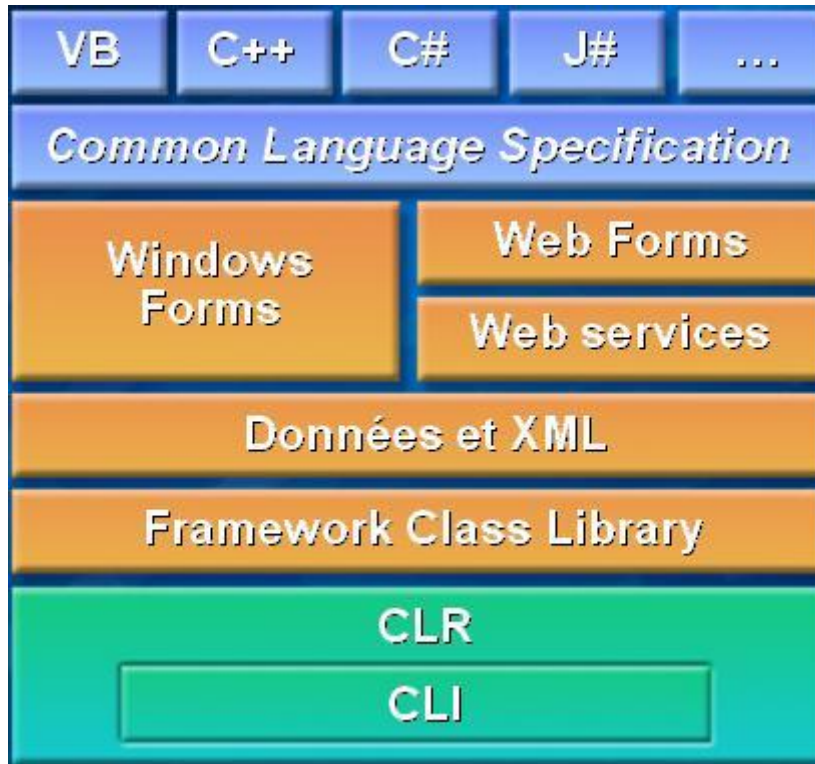 VB C++ C# J# ...
Common Language Specification
Windows
Forms
Web Forms
Web services
Données et XML
Framework Class Library
CLR
CLI